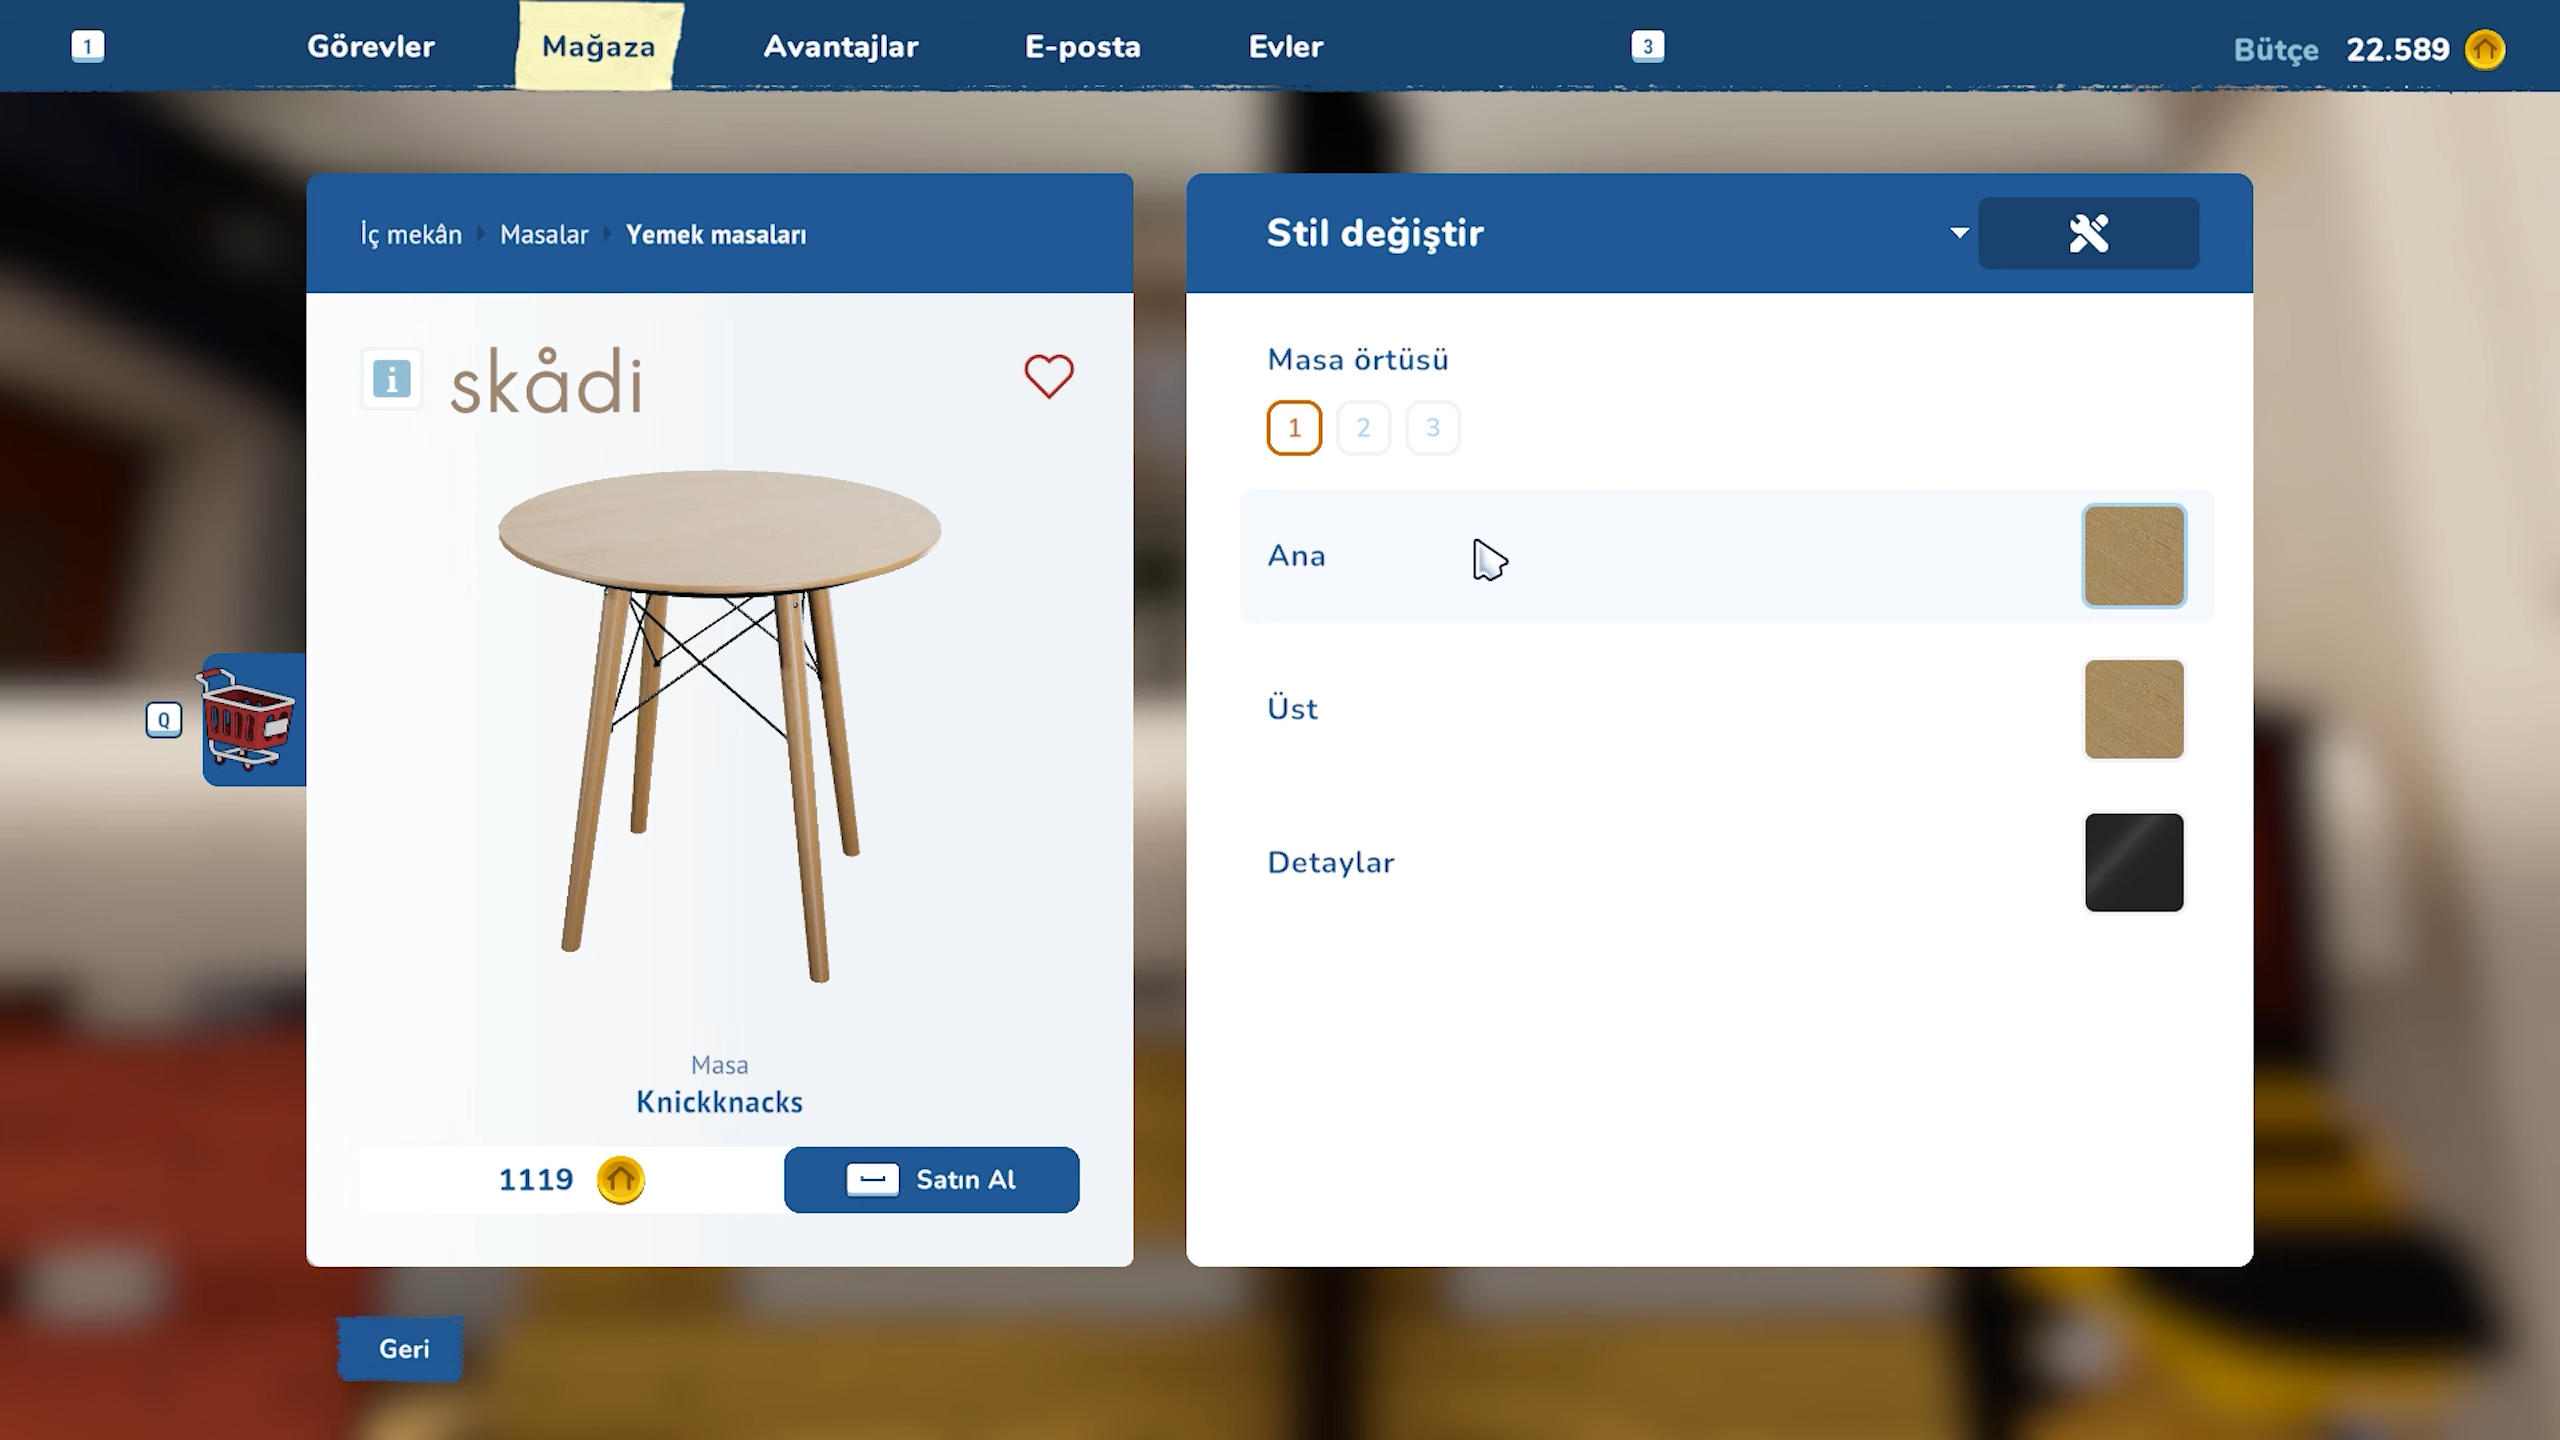 1
Görevler
Mağaza
Avantajlar
E-posta
Evler
3
Bütçe 22.589
İç mekân Masalar Yemek masaları
i
skådi
Q
Masa
Knickknacks
1119
Satın Al
Stil değiştir
Masa örtüsü
1 2 3
Ana
Üst
Detaylar
Geri